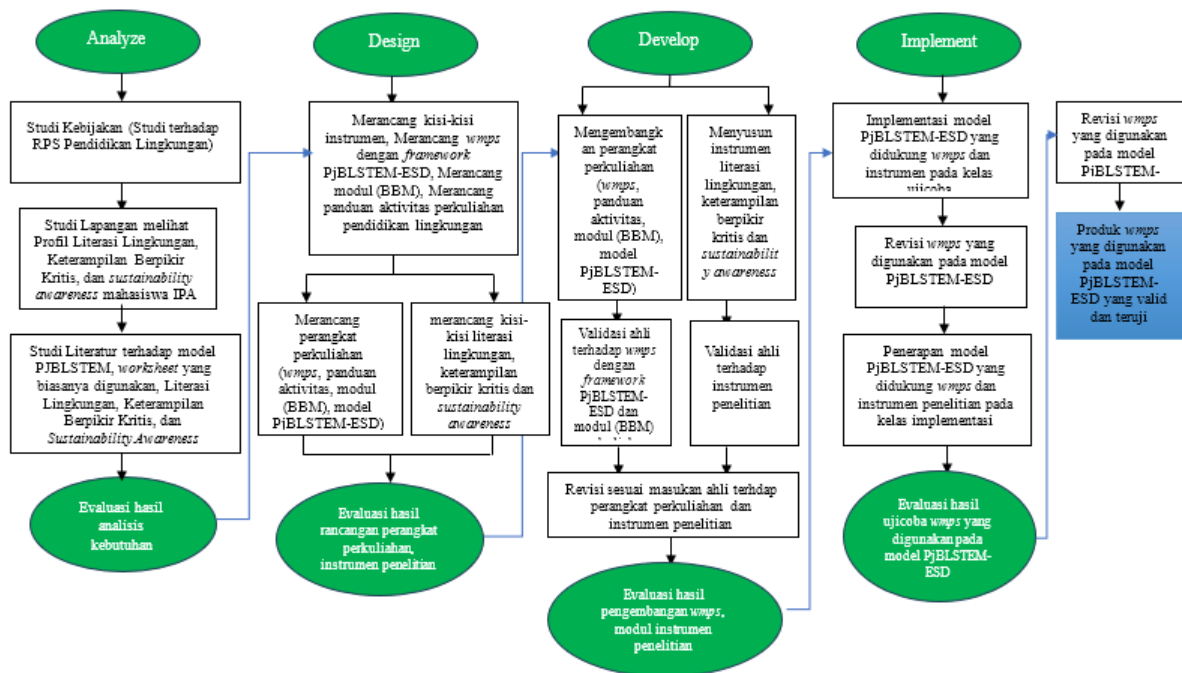 Analyze
Studi Kebijakan (Studi terhadap
RPS Pendidikan Lingkungan)
Studi Lapangan melihat
Profil Literasi Lingkungan,
Keterampilan Berpikir
Kritis, dan sustainability
awareness mahasiswa IPA
Studi Literatur terhadap model
PJBLSTEM, worksheet yang
biasanya digunakan, Literasi
Lingkungan, Keterampilan
Berpikir Kritis, dan
Sustainability Awareness
Evaluasi hasil
analisis
kebutuhan
Design
Merancang kisi-kisi
instrumen, Merancang wmps
dengan framework
PjBLSTEM-ESD, Merancang
modul (BBM), Merancang
panduan aktivitas perkuliahan
pendidikan lingkungan
Merancang
perangkat
perkuliahan
(wmps, panduan
aktivitas, modul
(BBM), model
PjBLSTEM-ESD)
merancang kisi-
kisi literasi
lingkungan,
keterampilan
berpikir kritis dan
sustainability
awareness
Evaluasi hasil
rancangan perangkat
perkuliahan,
instrumen penelitian
Develop
Mengembangk
an perangkat
perkuliahan
(wmps,
panduan
aktivitas,
modul (BBM),
model
PjBLSTEM-
ESD)
Menyusun
instrumen
literasi
lingkungan,
keterampilan
berpikir
kritis dan
sustainabilit
y awareness
Validasi ahli
terhadap wmps
dengan
framework
PjBLSTEM-
ESD dan
modul (BBM)
Validasi ahli
terhadap
instrumen
penelitian
Revisi sesuai masukan ahli terhdap
perangkat perkuliahan dan
instrumen penelitian
Evaluasi hasil
pengembangan wmps,
modul instrumen
penelitian
Implement
Implementasi model
PjBLSTEM-ESD yang
didukung wmps dan
instrumen pada kelas
ujicoba
Revisi wmps yang
digunakan pada model
PjBLSTEM-ESD
Penerapan model
PjBLSTEM-ESD yang
didukung wmps dan
instrumen penelitian pada
kelas implementasi
Evaluasi hasil
ujicoba wmps yang
digunakan pada
model PjBLSTEM-
ESD
Revisi wmps
yang digunakan
pada model
PjBLSTEM-
Produk wmps
yang digunakan
pada model
PjBLSTEM-
ESD yang valid
dan teruji